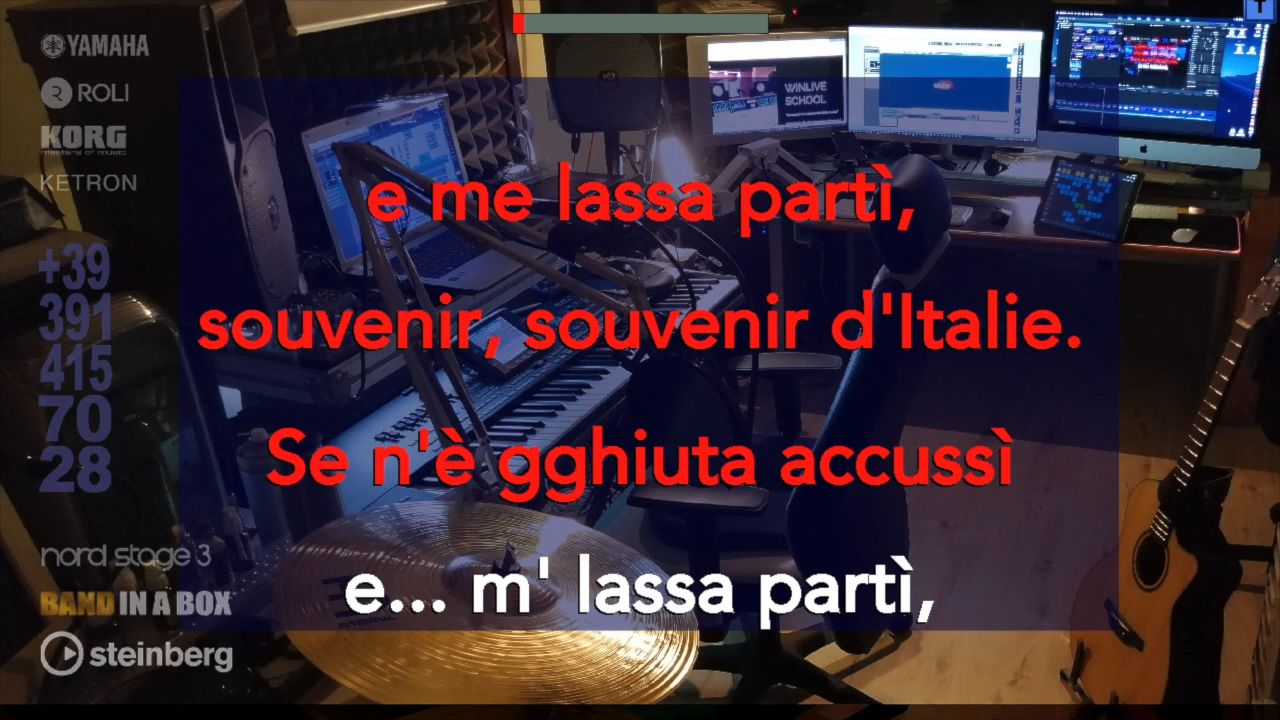 YAMAHA
ROLI
KORG
masters of music
KETRON
+39
391
415
70
28
nord stage 3
BAND IN A BOX
steinberg
WINLIVE
SCHOOL
T
e me lassa partì,
souvenir, souvenir d'Italie.
Se n'è gghiuta accussì
e... m' lassa partì,
MEINL